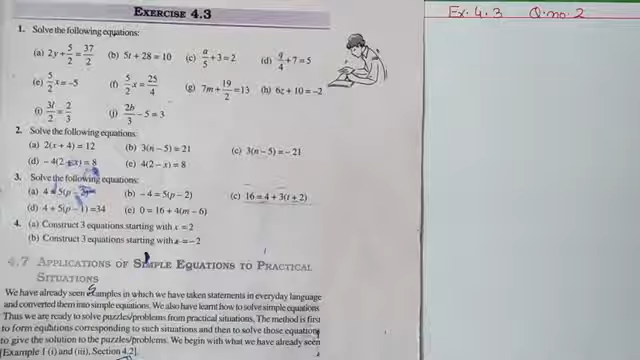 EXERCISE 4.3
Ex. 4.3 Q.no. 2
1. Solve the following equations:
(a) 2y + 5/2 = 37/2 (b) 5t + 28 = 10 (c) a/5 + 3 = 2 (d) q/4 + 7 = 5
(e) 5/2 x = –5 (f) 5/2 x = 25/4 (g) 7m + 19/2 = 13 (h) 6z + 10 = –2
(i) 3l/2 = 2/3 (j) 2b/3 – 5 = 3
2. Solve the following equations:
(a) 2(x + 4) = 12 (b) 3(n – 5) = 21 (c) 3(n – 5) = – 21
(d) – 4(2 + x) = 8 (e) 4(2 – x) = 8
3. Solve the following equations:
(a) 4 = 5(p – 2) (b) – 4 = 5(p – 2) (c) 16 = 4 + 3(t + 2)
(d) 4 + 5(p – 1) =34 (e) 0 = 16 + 4(m – 6)
4. (a) Construct 3 equations starting with x = 2
(b) Construct 3 equations starting with x = – 2
4.7 APPLICATIONS OF SIMPLE EQUATIONS TO PRACTICAL
SITUATIONS
We have already seen examples in which we have taken statements in everyday language
and converted them into simple equations. We also have learnt how to solve simple equations.
Thus we are ready to solve puzzles/problems from practical situations. The method is first
to form equations corresponding to such situations and then to solve those equations
to give the solution to the puzzles/problems. We begin with what we have already seen
[Example 1 (i) and (iii), Section 4.2]